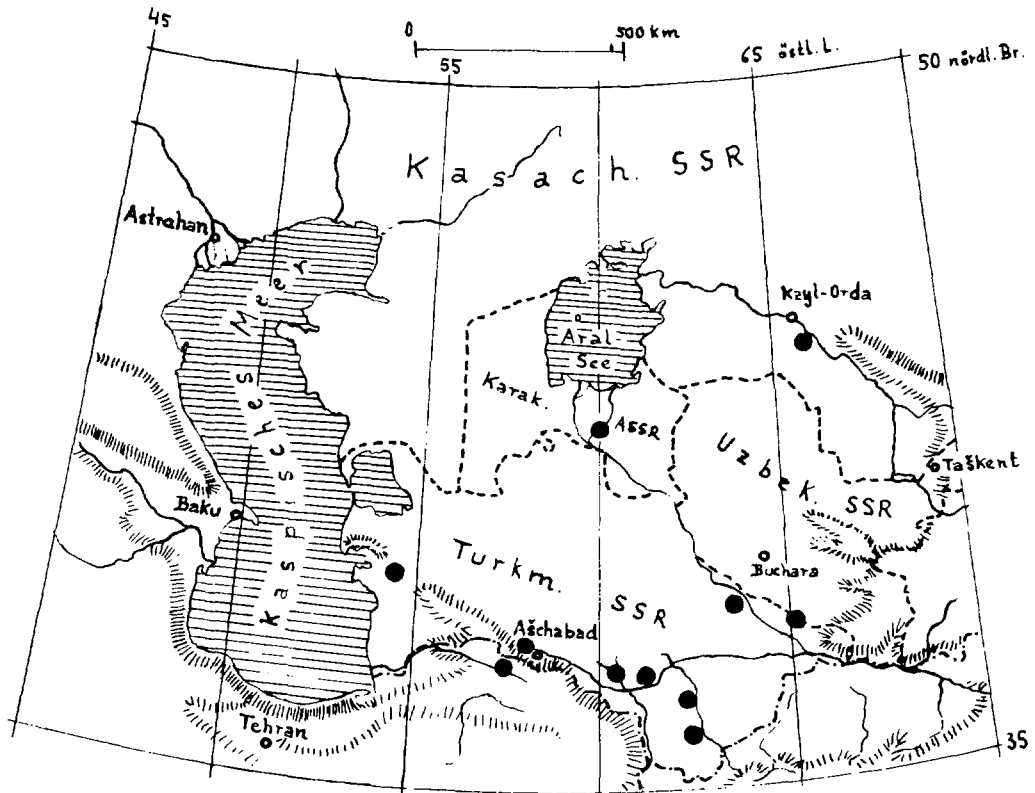 45
0
500 km
55
65 östl. L.
50 nördl. Br.
Kasach. SSR
Astrahan
Kaspisches Meer
Kzyl-Orda
Aral
See
Karak.
ASSR
Uzbek.
SSR
Taškent
Baku
Buchara
Turkm.
SSR
Ašchabad
Tehran
35